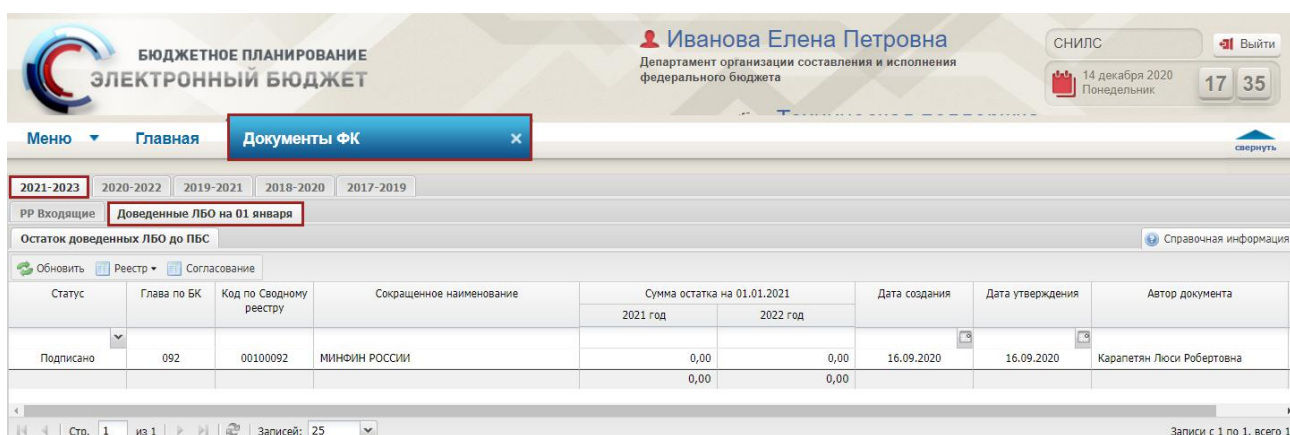 БЮДЖЕТНОЕ ПЛАНИРОВАНИЕ
ЭЛЕКТРОННЫЙ БЮДЖЕТ
Иванова Елена Петровна
Департамент организации составления и исполнения
федерального бюджета
СНИЛС
Выйти
14 декабря 2020
Понедельник
17 35
Меню Главная Документы ФК ×
свернуть
2021-2023 2020-2022 2019-2021 2018-2020 2017-2019
РР Входящие Доведенные ЛБО на 01 января
Остаток доведенных ЛБО до ПБС Справочная информация
Обновить Реестр Согласование
Статус Глава по БК Код по Сводному реестру Сокращенное наименование Сумма остатка на 01.01.2021 Дата создания Дата утверждения Автор документа
2021 год 2022 год
Подписано 092 00100092 МИНФИН РОССИИ 0,00 0,00 16.09.2020 16.09.2020 Карапетян Люси Робертовна
0,00 0,00
Стр. 1 из 1 Записей: 25 Записи с 1 по 1, всего 1